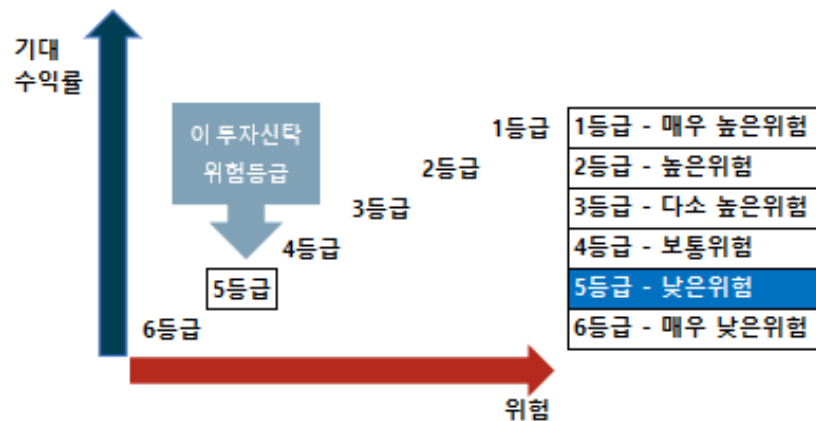 기대
수익률
이 투자신탁
위험등급
1등급
2등급
3등급
4등급
5등급
6등급
위험
1등급 - 매우 높은위험
2등급 - 높은위험
3등급 - 다소 높은위험
4등급 - 보통위험
5등급 - 낮은위험
6등급 - 매우 낮은위험